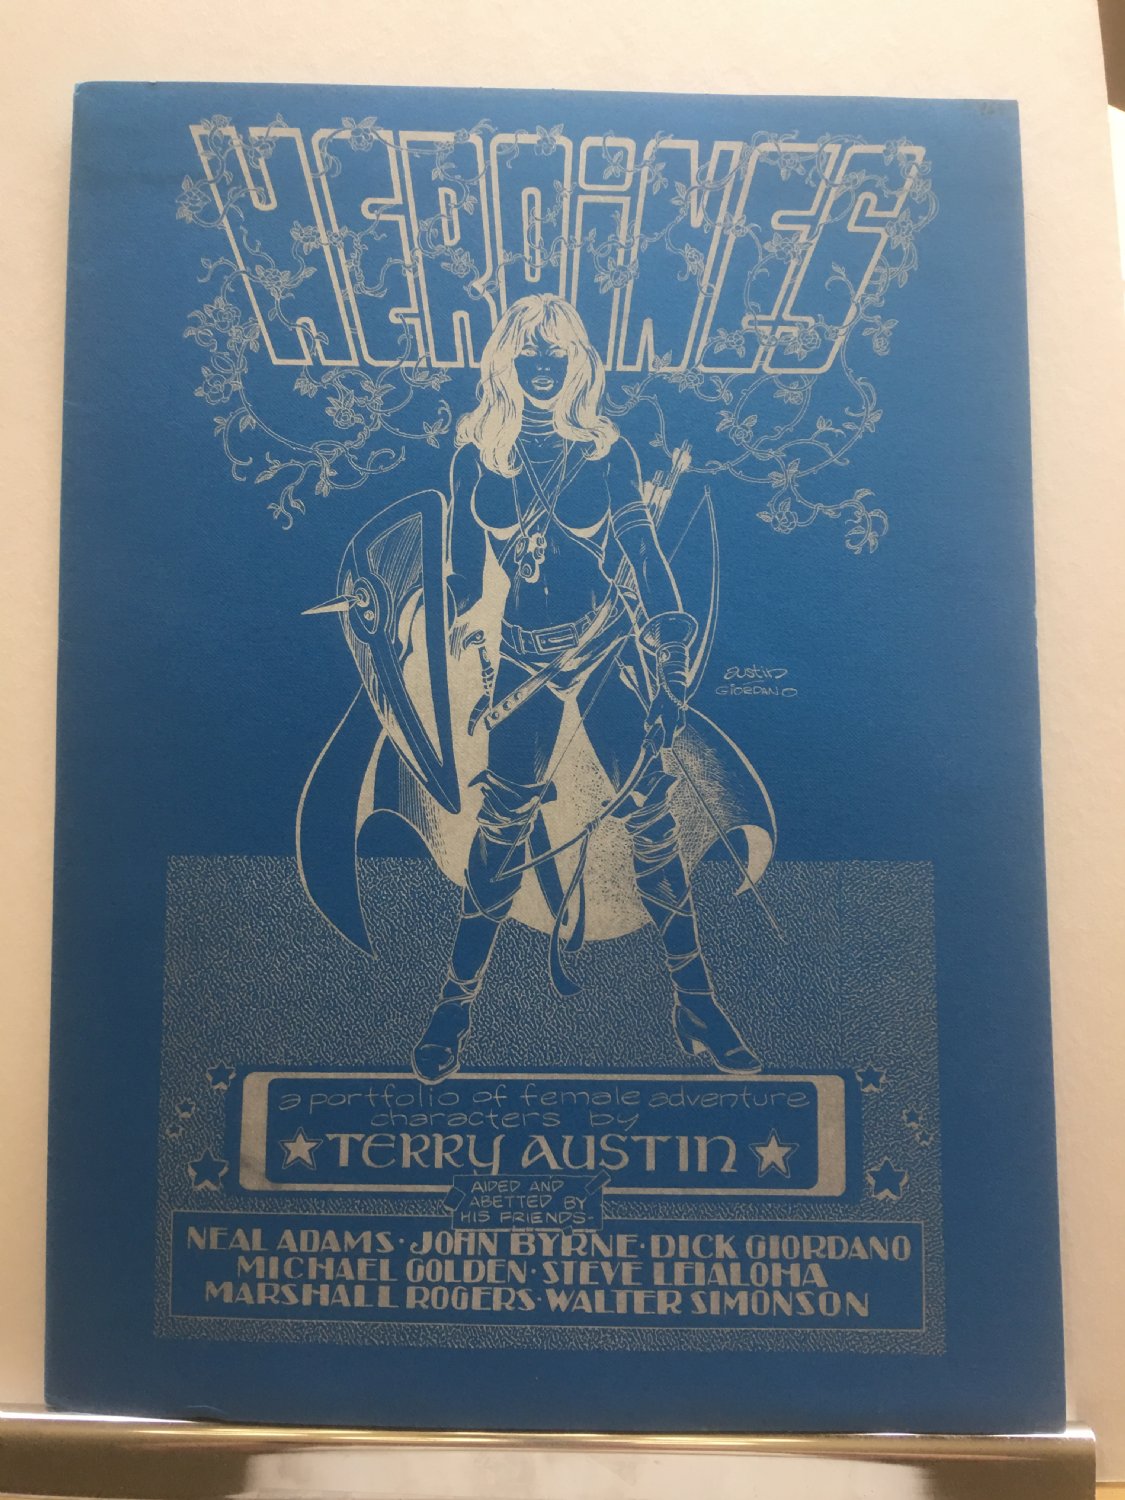 HEROiNES
austin
GIORDANO
a portfolio of female adventure
characters by
TERRY AUSTIN
AIDED AND
ABETTED BY
HIS FRIENDS-
NEAL ADAMS · JOHN BYRNE · DICK GIORDANO
MICHAEL GOLDEN · STEVE LEIALOHA
MARSHALL ROGERS · WALTER SIMONSON